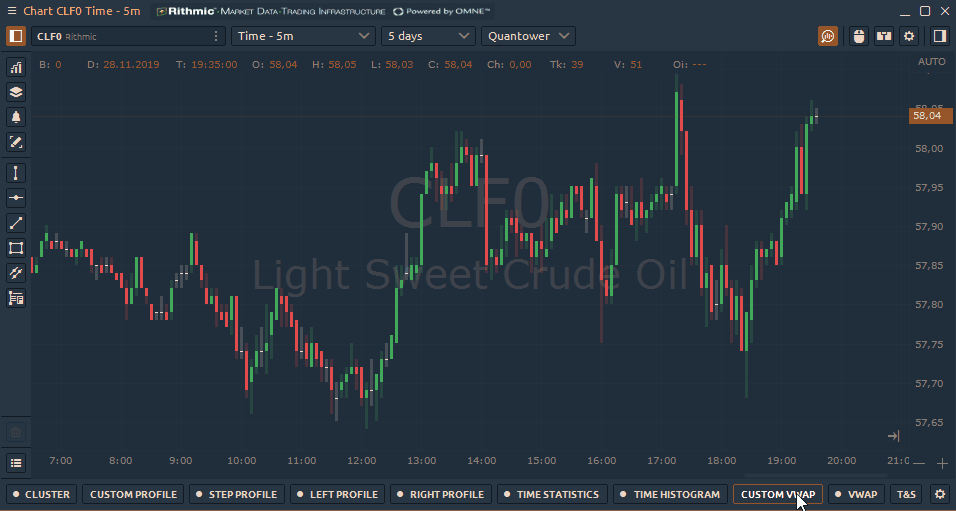 Chart CLF0 Time - 5m
Rithmic™-Market Data-Trading Infrastructure Powered by OMNE™
CLF0 Rithmic
Time - 5m
5 days
Quantower
B: 0 D: 28.11.2019 T: 19:35:00 O: 58,04 H: 58,05 L: 58,03 C: 58,04 Ch: 0,00 Tk: 39 V: 51 Oi: ---
AUTO
58,04
58,00
57,95
57,90
57,85
57,80
57,75
57,70
57,65
CLF0
Light Sweet Crude Oil
7:00 8:00 9:00 10:00 11:00 12:00 13:00 14:00 15:00 16:00 17:00 18:00 19:00 20:00
CLUSTER
CUSTOM PROFILE
STEP PROFILE
LEFT PROFILE
RIGHT PROFILE
TIME STATISTICS
TIME HISTOGRAM
CUSTOM VWAP
VWAP
T&S